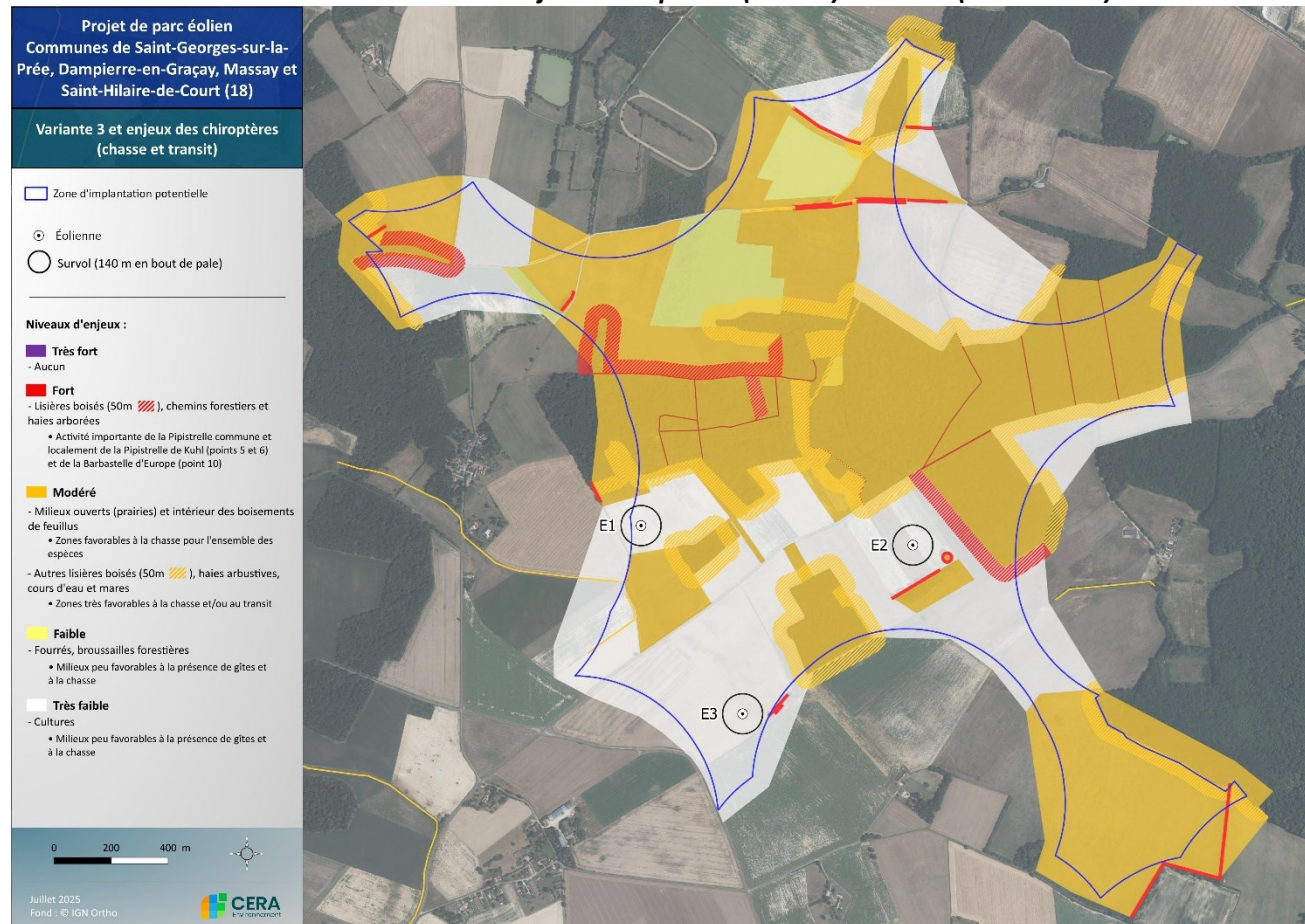 Projet de parc éolien
Communes de Saint-Georges-sur-la-
Prée, Dampierre-en-Graçay, Massay et
Saint-Hilaire-de-Court (18)
Variante 3 et enjeux des chiroptères
(chasse et transit)
Zone d'implantation potentielle
Éolienne
Survol (140 m en bout de pale)
Niveaux d'enjeux :
Très fort
- Aucun
Fort
- Lisières boisés (50m ), chemins forestiers et
haies arborées
• Activité importante de la Pipistrelle commune et
localement de la Pipistrelle de Kuhl (points 5 et 6)
et de la Barbastelle d'Europe (point 10)
Modéré
- Milieux ouverts (prairies) et intérieur des boisements
de feuillus
• Zones favorables à la chasse pour l'ensemble des
espèces
- Autres lisières boisés (50m ), haies arbustives,
cours d'eau et mares
• Zones très favorables à la chasse et/ou au transit
Faible
- Fourrés, broussailles forestières
• Milieux peu favorables à la présence de gîtes et
à la chasse
Très faible
- Cultures
• Milieux peu favorables à la présence de gîtes et
à la chasse
0 200 400 m
Juillet 2025
Fond : © IGN Ortho
CERA
Environnement
E1
E2
E3